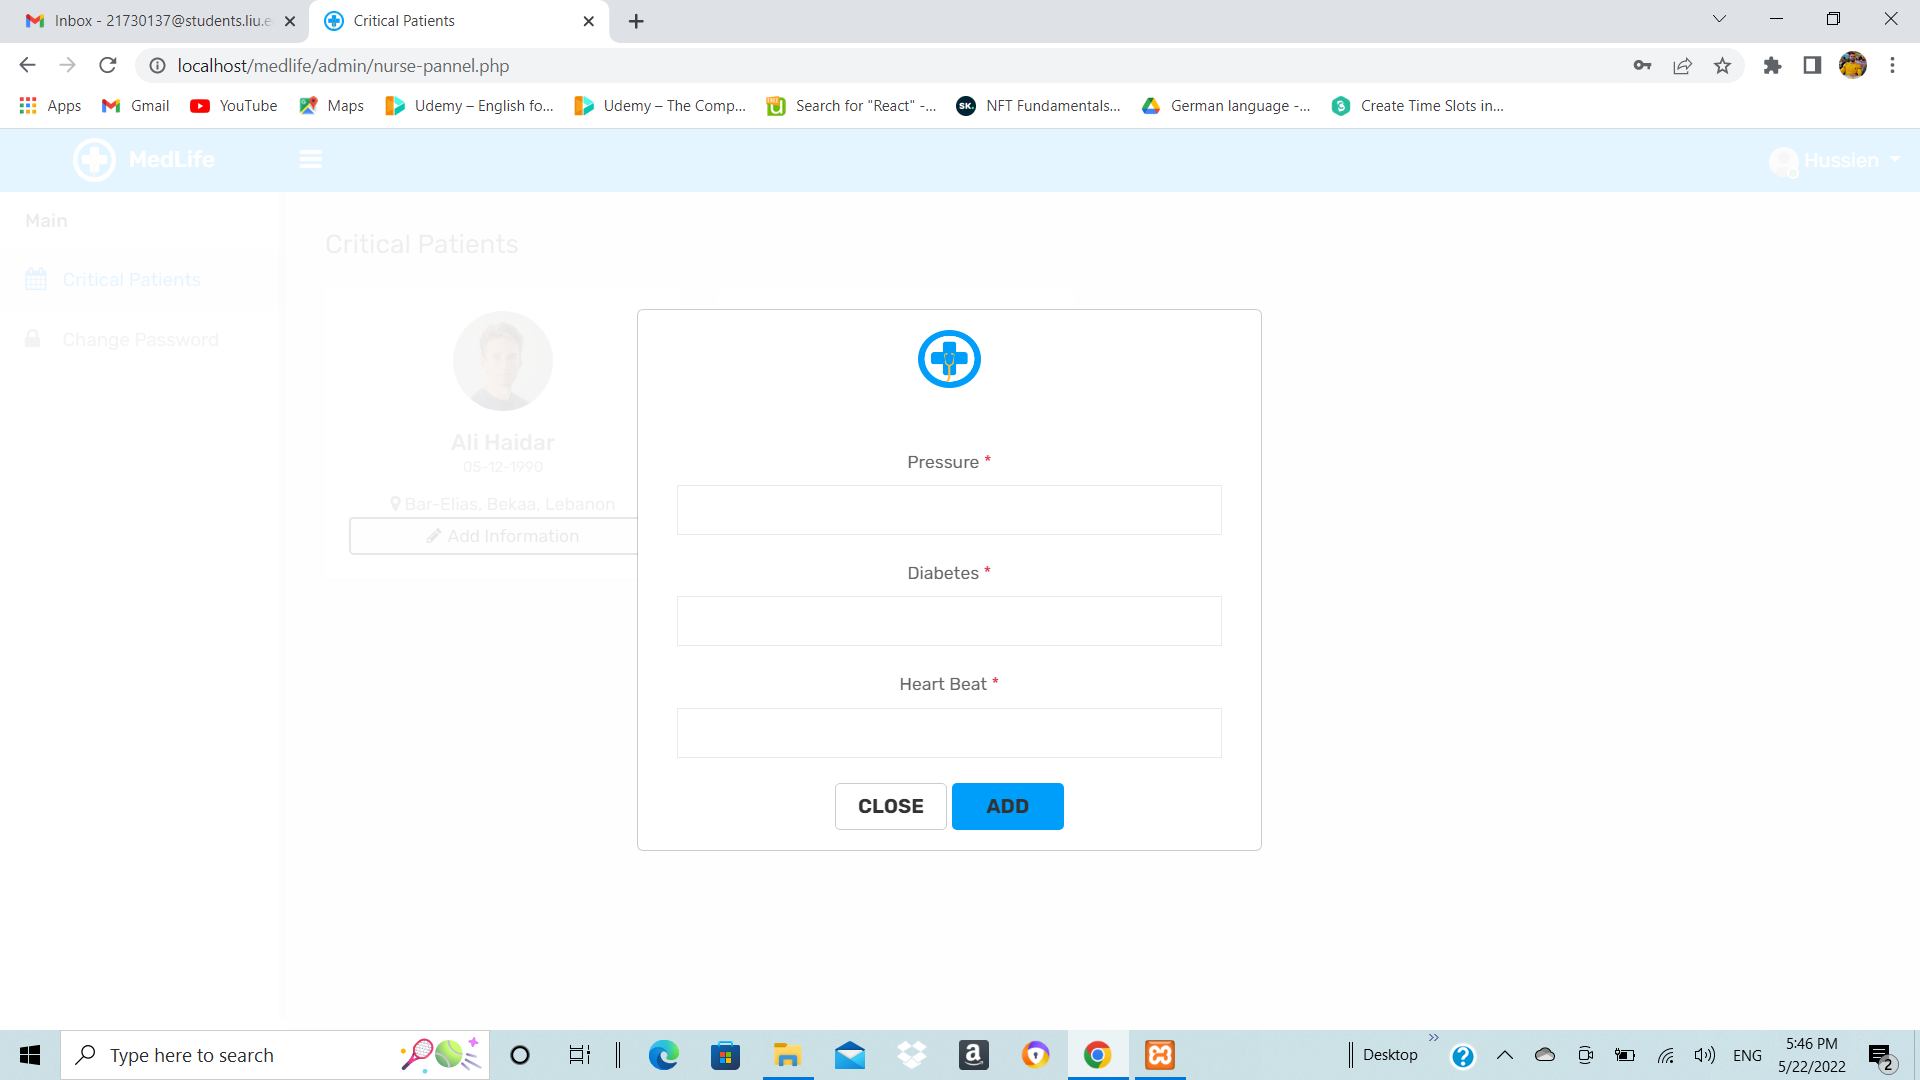 Inbox - 21730137@students.liu.e
Critical Patients
localhost/medlife/admin/nurse-pannel.php
Apps
Gmail
YouTube
Maps
Udemy – English fo...
Udemy – The Comp...
Search for "React" -...
SK.
NFT Fundamentals...
German language -...
Create Time Slots in...
MedLife
Hussien
Main
Critical Patients
Critical Patients
Change Password
Ali Haidar
05-12-1990
Bar-Elias, Bekaa, Lebanon
Add Information
Pressure *
Diabetes *
Heart Beat *
CLOSE
ADD
Type here to search
Desktop
ENG
5:46 PM
5/22/2022
2